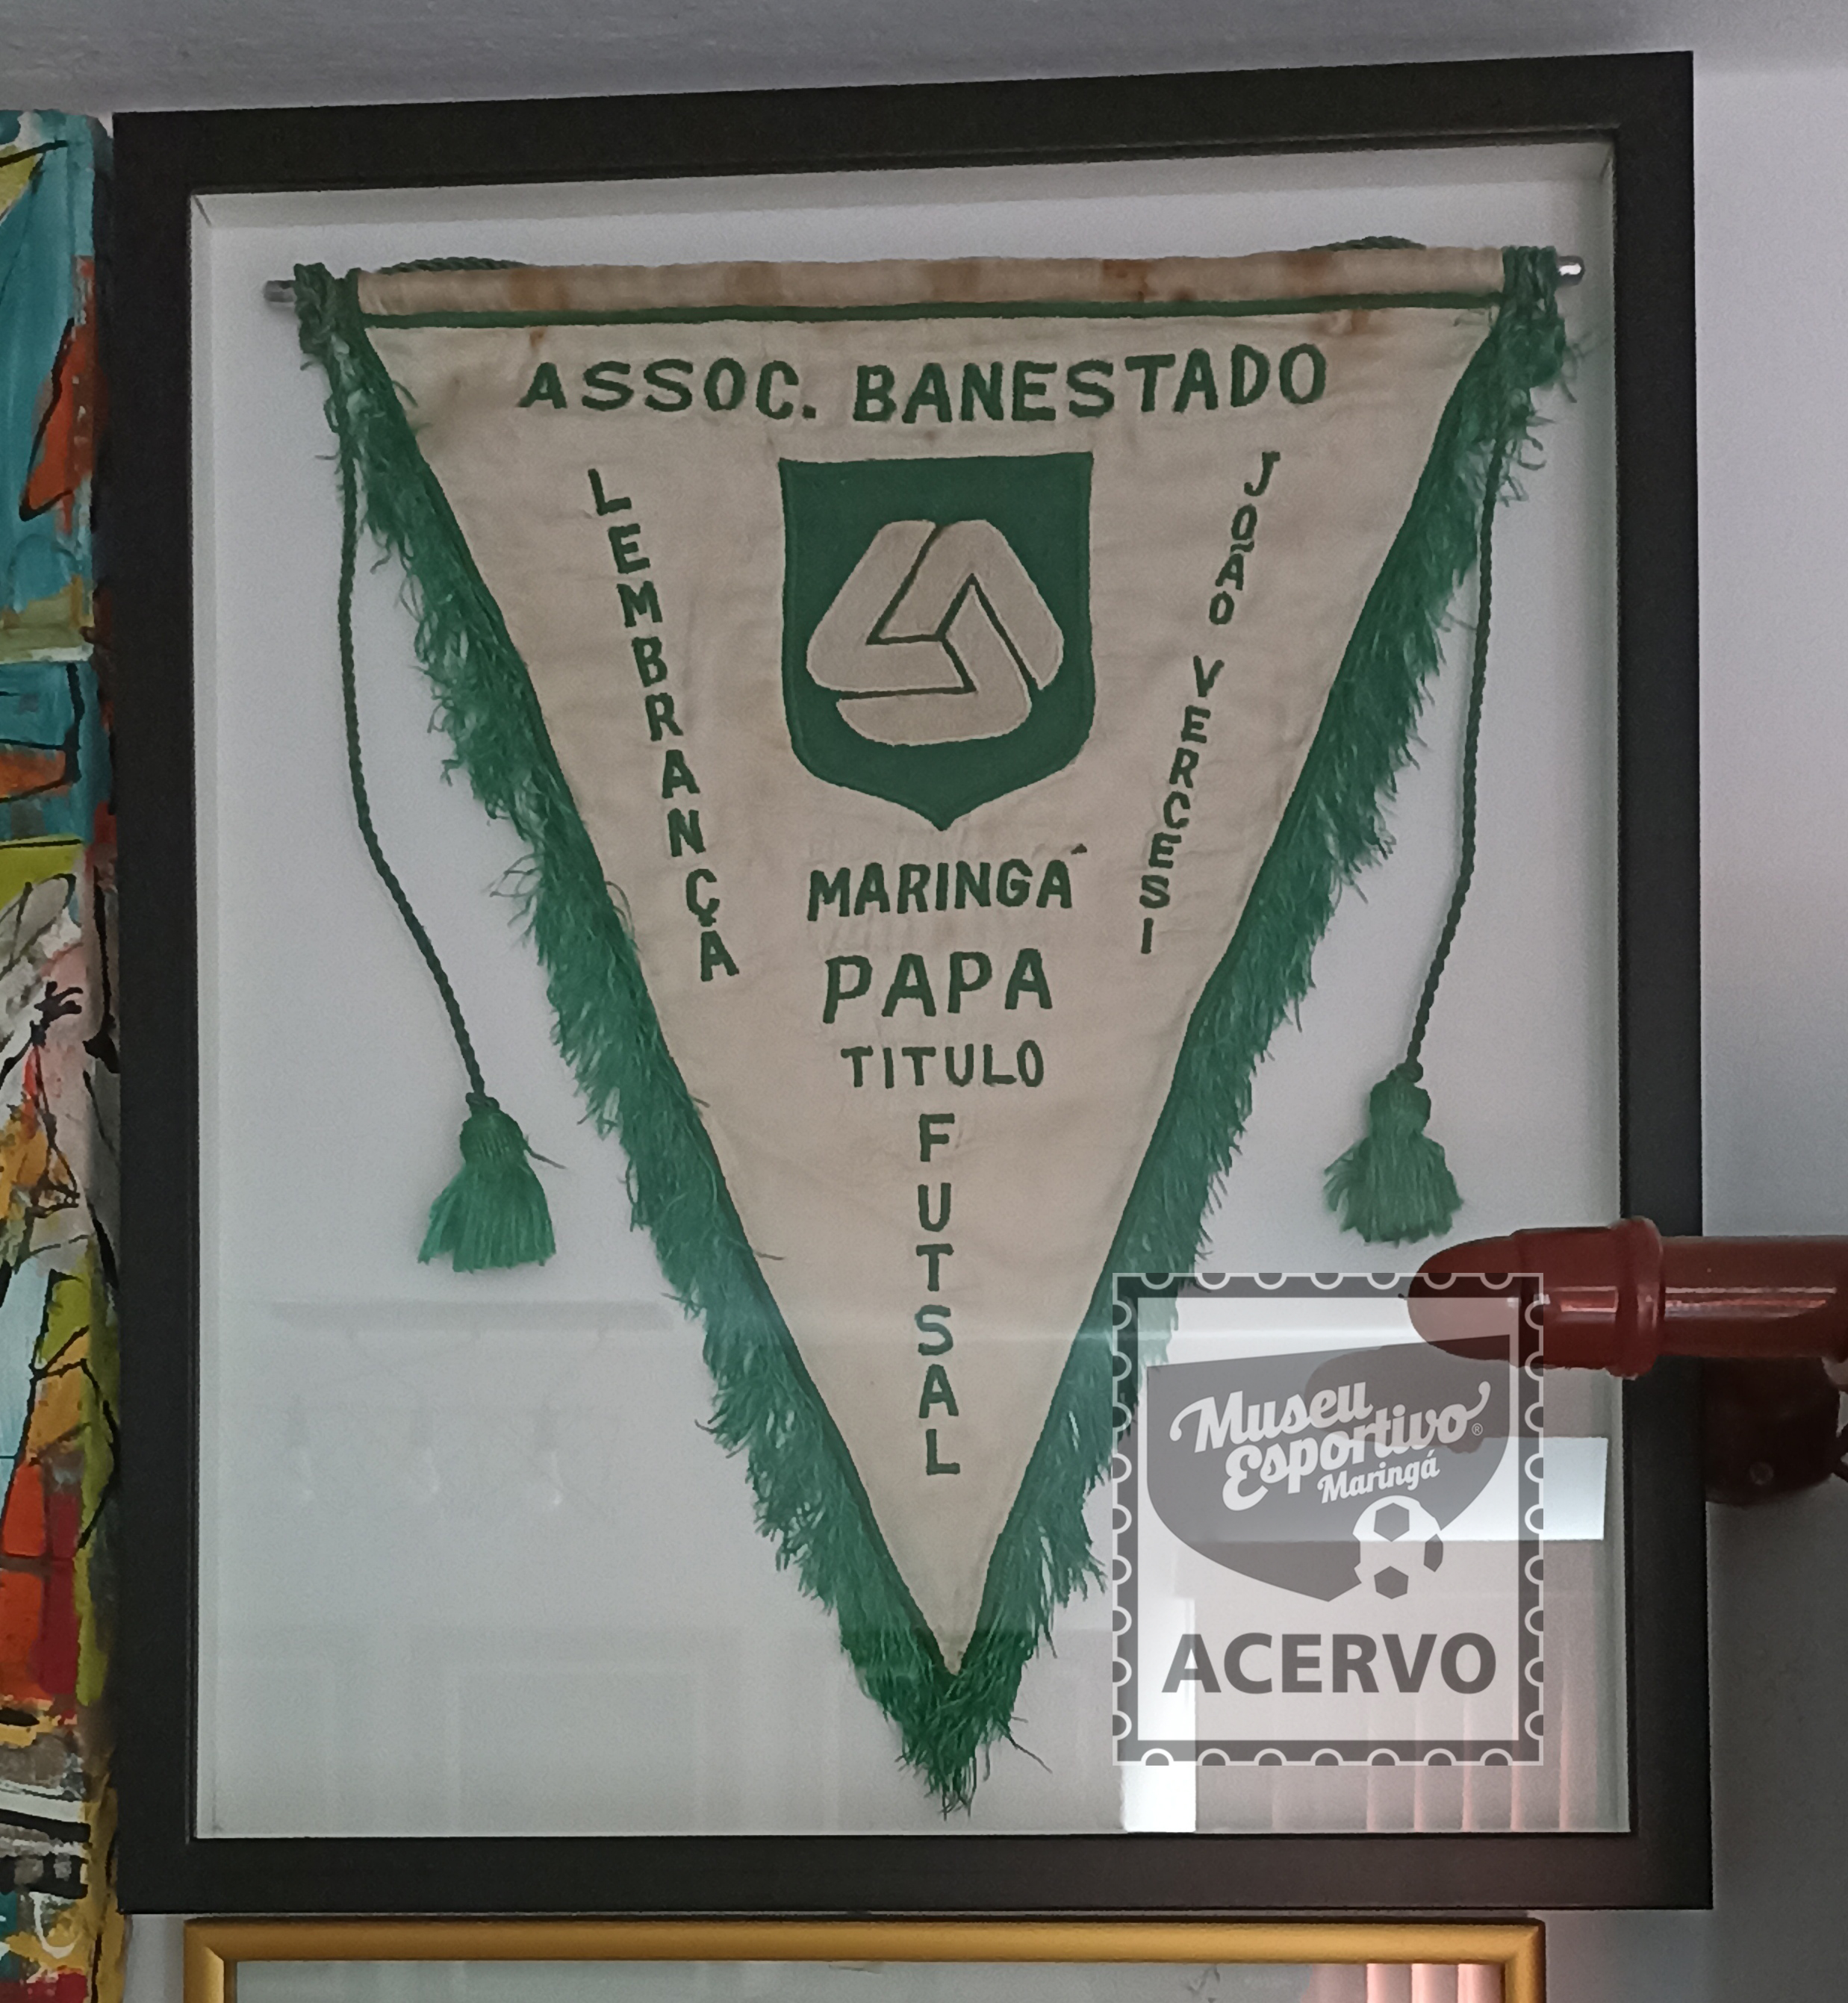 ASSOC. BANESTADO
LEMBRANÇA
JOÃO VERCESI
MARINGÁ
PAPA
TITULO
FUTSAL
Museu
Esportivo®
Maringá
ACERVO